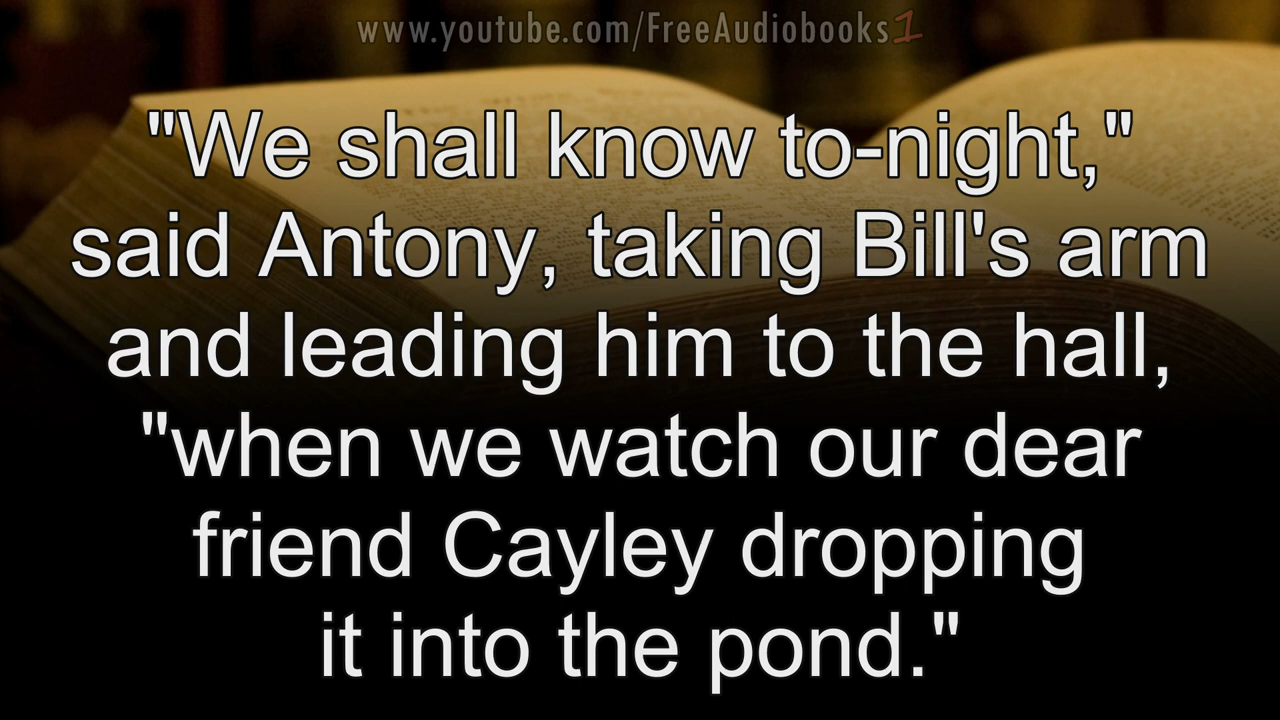 www.youtube.com/FreeAudiobooks1
"We shall know to-night,"
said Antony, taking Bill's arm
and leading him to the hall,
"when we watch our dear
friend Cayley dropping
it into the pond."